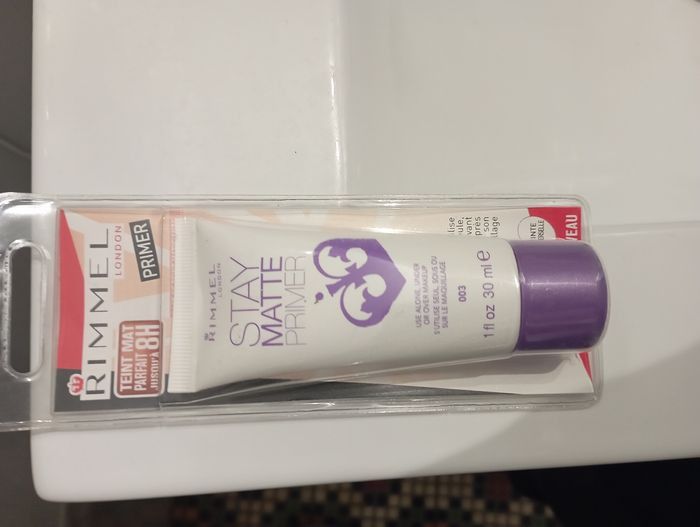 RIMMEL
LONDON
PRIMER
TEINT MAT
PARFAIT 8H
JUSQU'À
RIMMEL
LONDON
STAY
MATTE
PRIMER
USE ALONE, UNDER
OR OVER MAKEUP
S'UTILISE SEUL, SOUS OU
SUR LE MAQUILLAGE
003
1 fl oz 30 ml e